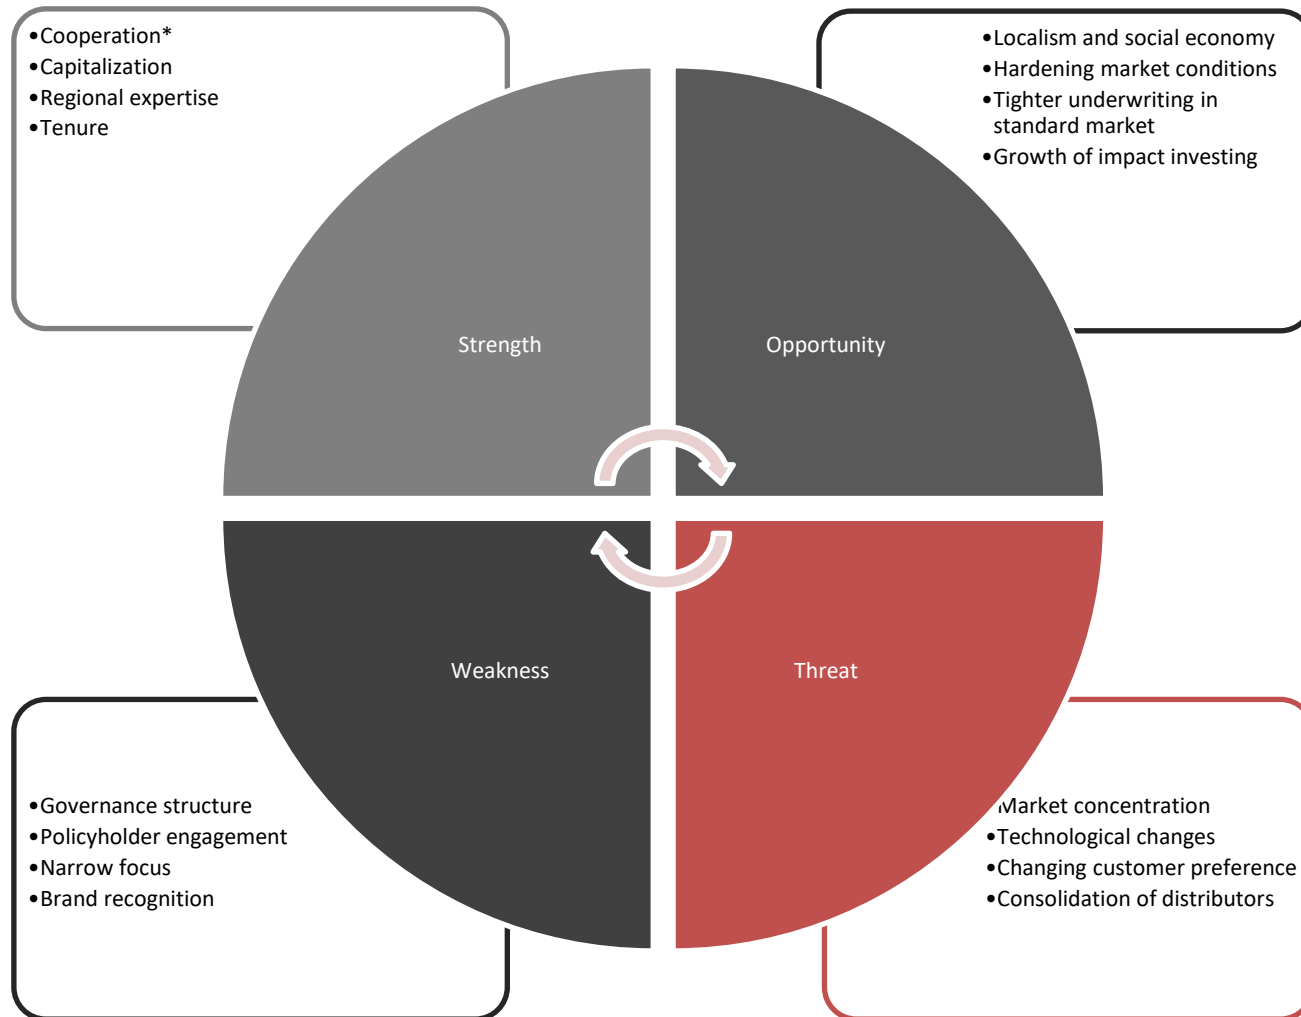 •Cooperation*
•Capitalization
•Regional expertise
•Tenure
•Localism and social economy
•Hardening market conditions
•Tighter underwriting in
standard market
•Growth of impact investing
Strength
Opportunity
Weakness
Threat
•Governance structure
•Policyholder engagement
•Narrow focus
•Brand recognition
Market concentration
•Technological changes
•Changing customer preference
•Consolidation of distributors